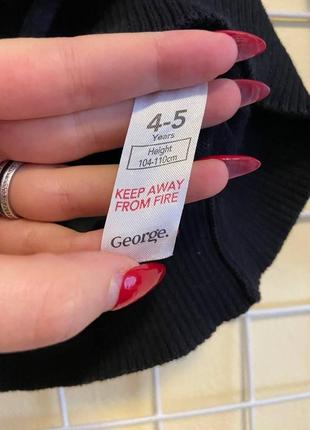 4-5
Years
Height
104-110cm
KEEP AWAY
FROM FIRE
George.